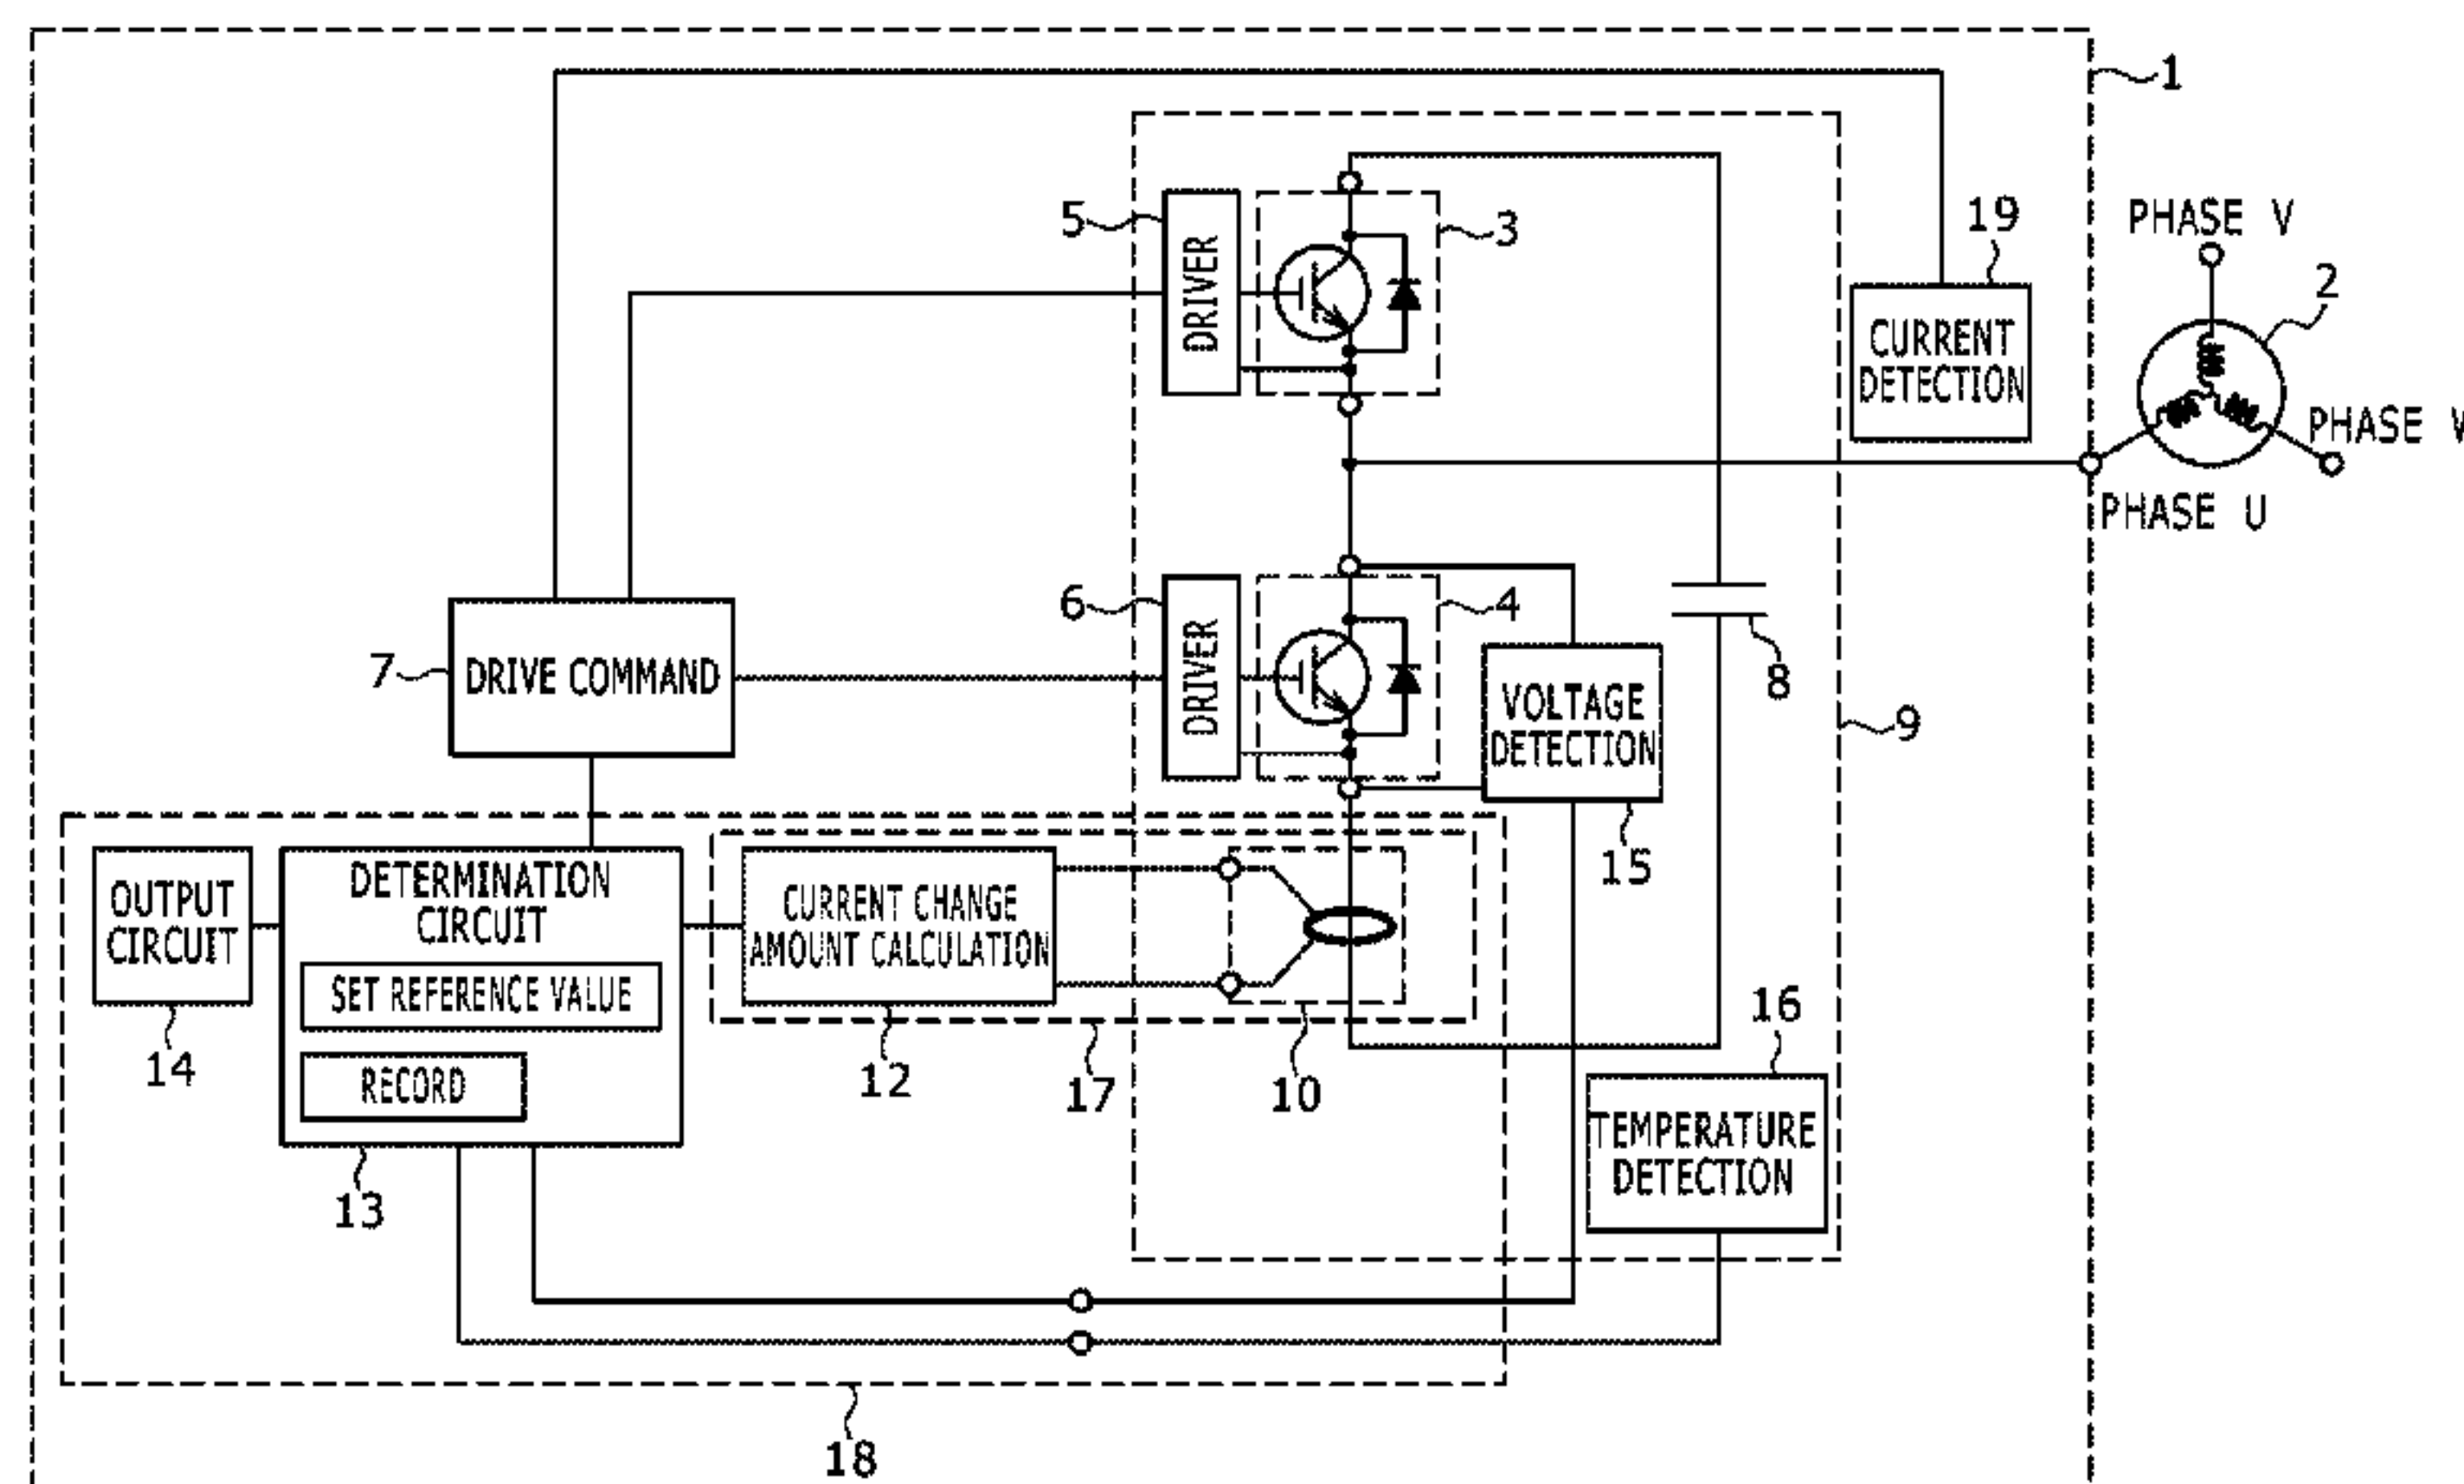 1
5
DRIVER
3
19
CURRENT
DETECTION
PHASE V
2
PHASE
PHASE U
6
DRIVER
4
7
DRIVE COMMAND
VOLTAGE
DETECTION
15
8
9
OUTPUT
CIRCUIT
14
DETERMINATION
CIRCUIT
SET REFERENCE VALUE
RECORD
13
CURRENT CHANGE
AMOUNT CALCULATION
12
17
10
16
TEMPERATURE
DETECTION
18